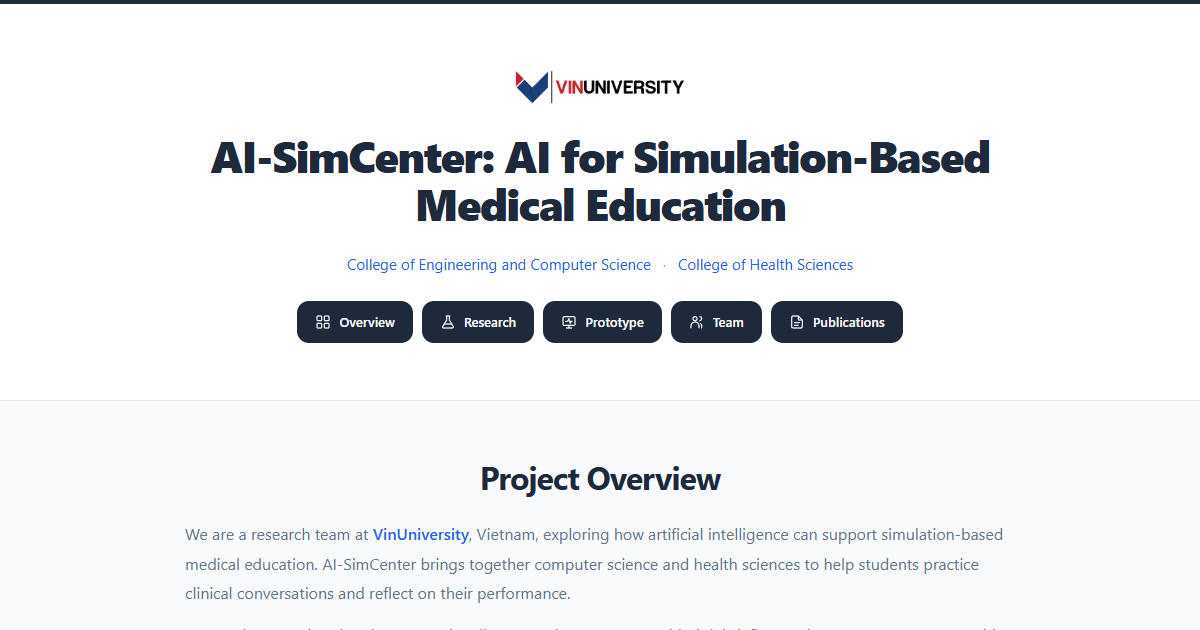 VINUNIVERSITY
AI-SimCenter: AI for Simulation-Based
Medical Education
College of Engineering and Computer Science · College of Health Sciences
Overview Research Prototype Team Publications
Project Overview
We are a research team at VinUniversity, Vietnam, exploring how artificial intelligence can support simulation-based
medical education. AI-SimCenter brings together computer science and health sciences to help students practice
clinical conversations and reflect on their performance.